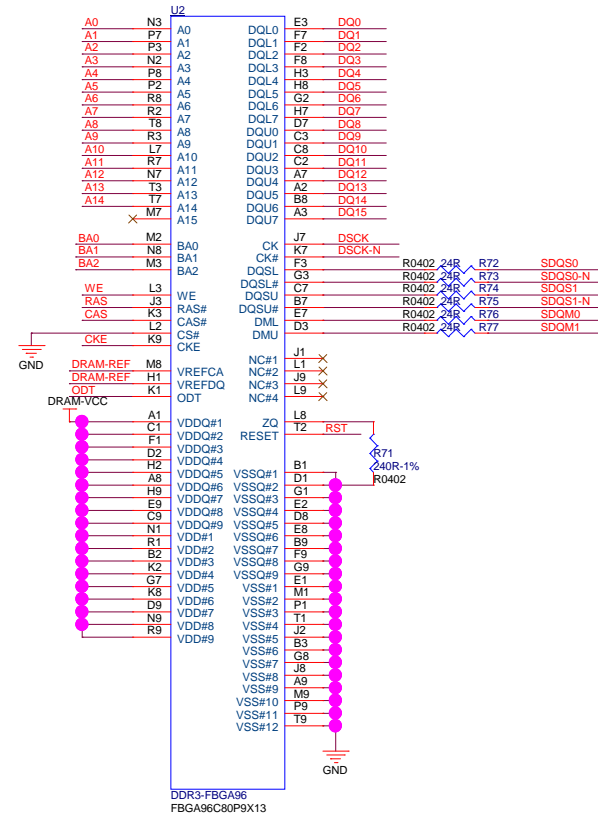 U2
A0 N3 A0 DQL0 E3 DQ0
A1 P7 A1 DQL1 F7 DQ1
A2 P3 A2 DQL2 F2 DQ2
A3 N2 A3 DQL3 F8 DQ3
A4 P8 A4 DQL4 H3 DQ4
A5 P2 A5 DQL5 H8 DQ5
A6 R8 A6 DQL6 G2 DQ6
A7 R2 A7 DQL7 H7 DQ7
A8 T8 A8 DQU0 D7 DQ8
A9 R3 A9 DQU1 C3 DQ9
A10 L7 A10 DQU2 C8 DQ10
A11 R7 A11 DQU3 C2 DQ11
A12 N7 A12 DQU4 A7 DQ12
A13 T3 A13 DQU5 A2 DQ13
A14 T7 A14 DQU6 B8 DQ14
M7 A15 DQU7 A3 DQ15
BA0 M2 BA0 CK J7 DSCK
BA1 N8 BA1 CK# K7 DSCK-N
BA2 M3 BA2 DQSL F3 R0402 24R R72 SDQS0
DQSL# G3 R0402 24R R73 SDQS0-N
WE L3 WE DQSU C7 R0402 24R R74 SDQS1
RAS J3 RAS# DQSU# B7 R0402 24R R75 SDQS1-N
CAS K3 CAS# DML E7 R0402 24R R76 SDQM0
L2 CS# DMU D3 R0402 24R R77 SDQM1
CKE K9 CKE
GND
NC#1 J1
DRAM-REF M8 VREFCA NC#2 L1
DRAM-REF H1 VREFDQ NC#3 J9
ODT K1 ODT NC#4 L9
DRAM-VCC
A1 VDDQ#1 ZQ L8
C1 VDDQ#2 RESET T2 RST
F1 VDDQ#3
D2 VDDQ#4
R71
240R-1%
R0402
H2 VDDQ#5 VSSQ#1 B1
A8 VDDQ#6 VSSQ#2 D1
H9 VDDQ#7 VSSQ#3 G1
E9 VDDQ#8 VSSQ#4 E2
C9 VDDQ#9 VSSQ#5 D8
N1 VDD#1 VSSQ#6 E8
R1 VDD#2 VSSQ#7 B9
B2 VDD#3 VSSQ#8 F9
K2 VDD#4 VSSQ#9 G9
G7 VDD#5 VSS#1 E1
K8 VDD#6 VSS#2 M1
D9 VDD#7 VSS#3 P1
N9 VDD#8 VSS#4 T1
R9 VDD#9 VSS#5 J2
VSS#6 B3
VSS#7 G8
VSS#8 J8
VSS#9 A9
VSS#10 M9
VSS#11 P9
VSS#12 T9
GND
DDR3-FBGA96
FBGA96C80P9X13